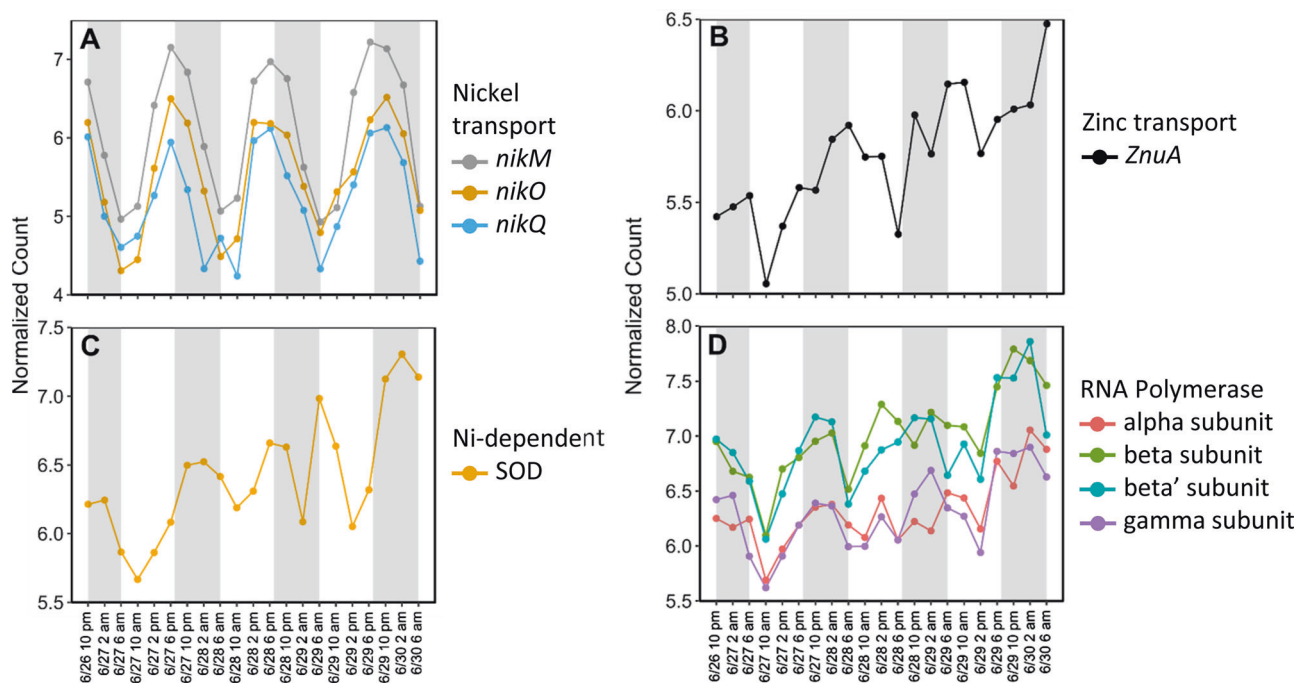 A
7
6
5
4
Nickel
transport
nikM
nikO
nikQ
B
6.5
6.0
5.5
5.0
Zinc transport
ZnuA
Normalized Count
Normalized Count
C
7.5
7.0
6.5
6.0
5.5
Ni-dependent
SOD
D
8.0
7.5
7.0
6.5
6.0
5.5
RNA Polymerase
alpha subunit
beta subunit
beta’ subunit
gamma subunit
6/26 10 pm
6/27 2 am
6/27 6 am
6/27 10 am
6/27 2 pm
6/27 6 pm
6/27 10 pm
6/28 2 am
6/28 6 am
6/28 10 am
6/28 2 pm
6/28 6 pm
6/28 10 pm
6/29 2 am
6/29 6 am
6/29 10 am
6/29 2 pm
6/29 6 pm
6/29 10 pm
6/30 2 am
6/30 6 am
6/26 10 pm
6/27 2 am
6/27 6 am
6/27 10 am
6/27 2 pm
6/27 6 pm
6/27 10 pm
6/28 2 am
6/28 6 am
6/28 10 am
6/28 2 pm
6/28 6 pm
6/28 10 pm
6/29 2 am
6/29 6 am
6/29 10 am
6/29 2 pm
6/29 6 pm
6/29 10 pm
6/30 2 am
6/30 6 am